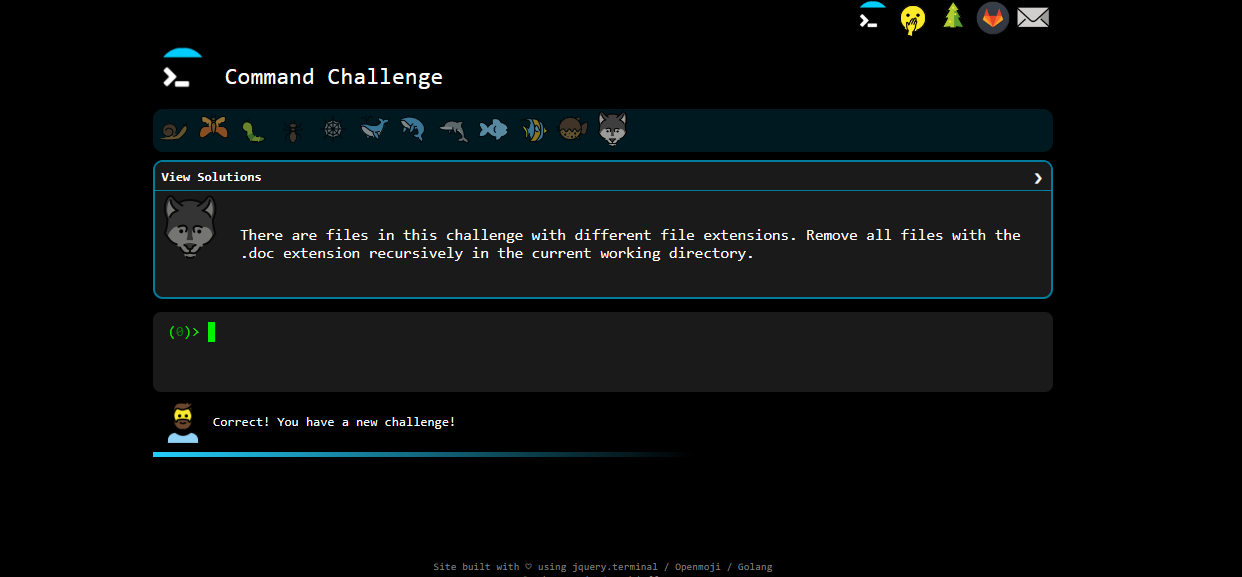 Command Challenge
View Solutions
There are files in this challenge with different file extensions. Remove all files with the
.doc extension recursively in the current working directory.
(0)>
Correct! You have a new challenge!
Site built with ♡ using jquery.terminal / Openmoji / Golang